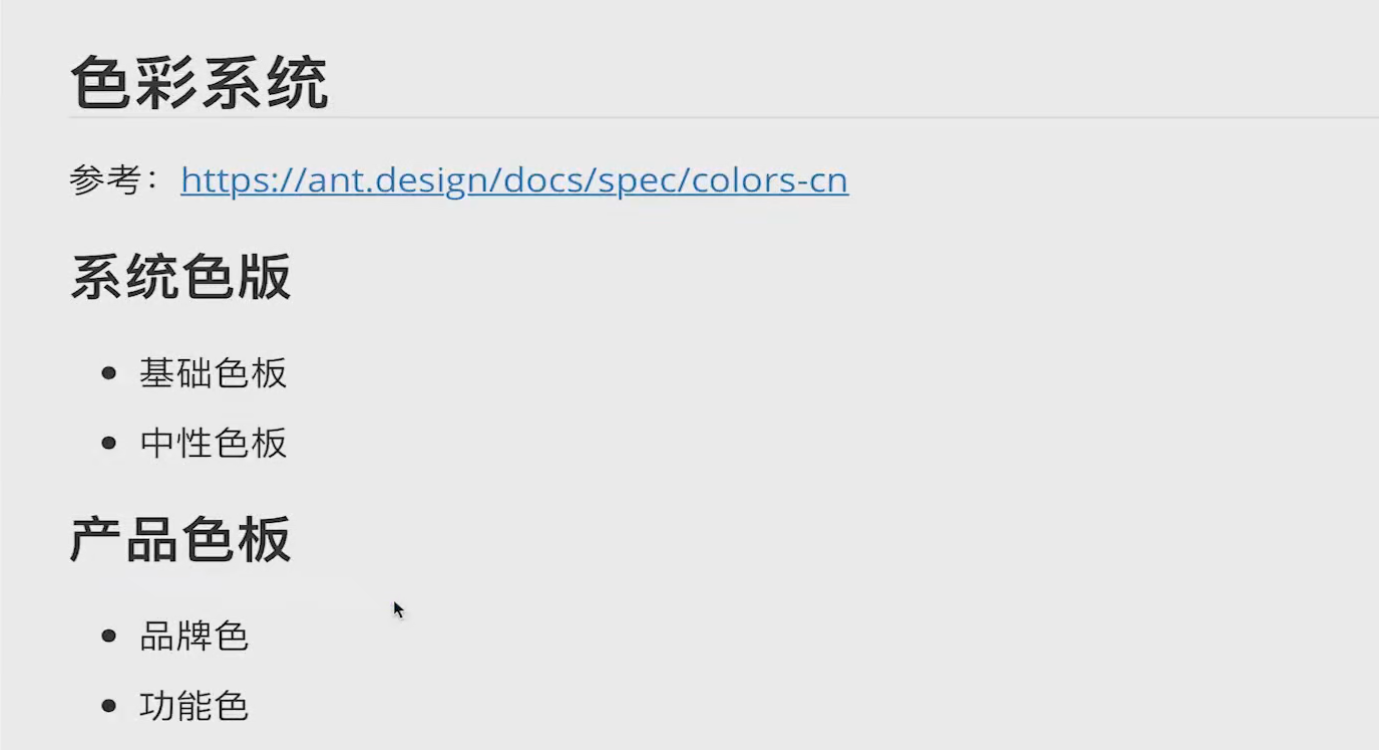 色彩系统
参考：https://ant.design/docs/spec/colors-cn
系统色版
基础色板
中性色板
产品色板
品牌色
功能色